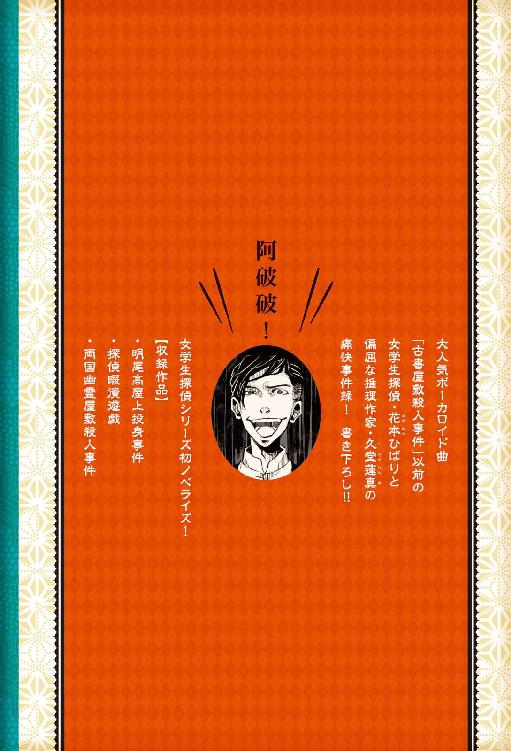 大人気ボーカロイド曲
「古書屋敷殺人事件」以前の
女学生探偵・花本ひばりと
偏屈な推理作家・久堂蓮真の
痛快事件録！　書き下ろし!!
阿破破！
女学生探偵シリーズ初ノベライズ！
【収録作品】
・明尾高屋上投身事件
・探偵暇潰遊戯
・両国幽霊屋敷殺人事件